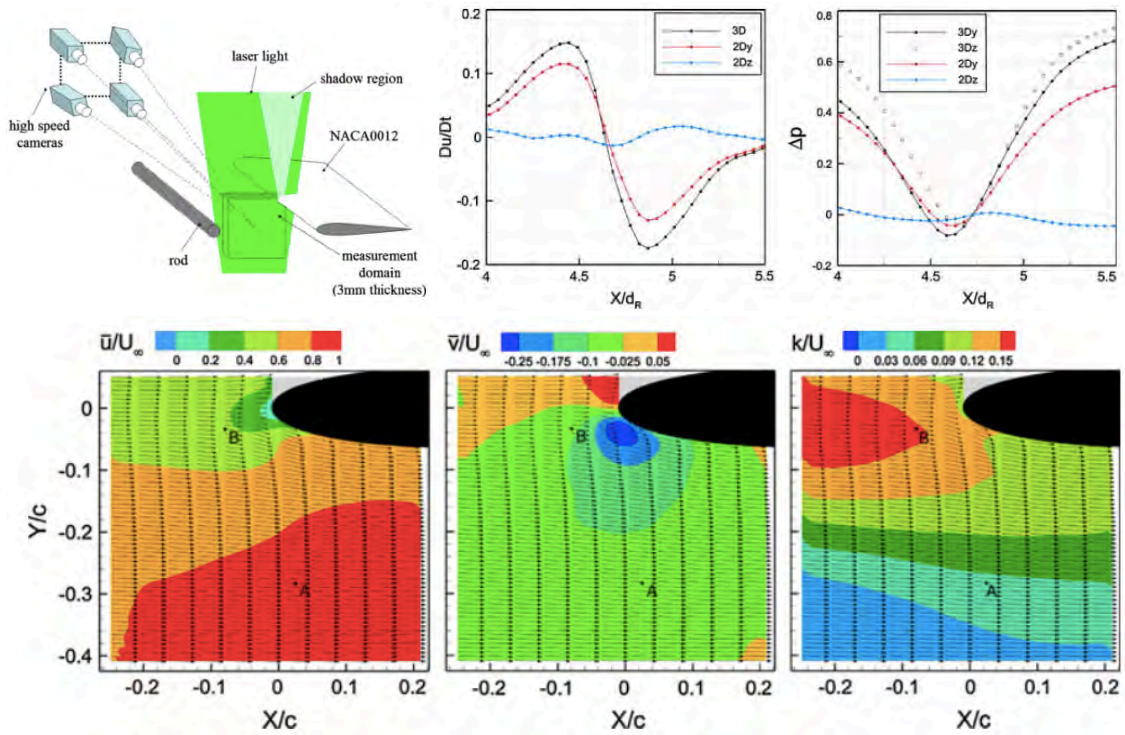 laser light
shadow region
high speed
cameras
NACA0012
rod
measurement
domain
(3mm thickness)
Du/Dt
0.2
0.1
0
-0.1
-0.2
3D
2Dy
2Dz
4
4.5
5
5.5
X/d_R
Δp
0.8
0.6
0.4
0.2
0
-0.2
3Dy
3Dz
2Dy
2Dz
4
4.5
5
5.5
X/d_R
ū/U∞
0 0.2 0.4 0.6 0.8 1
v̄/U∞
-0.25 -0.175 -0.1 -0.025 0.05
k/U∞
0 0.03 0.06 0.09 0.12 0.15
Y/c
0
-0.1
-0.2
-0.3
-0.4
B
A
-0.2 -0.1 0 0.1 0.2
X/c
B
A
-0.2 -0.1 0 0.1 0.2
X/c
B
A
-0.2 -0.1 0 0.1 0.2
X/c